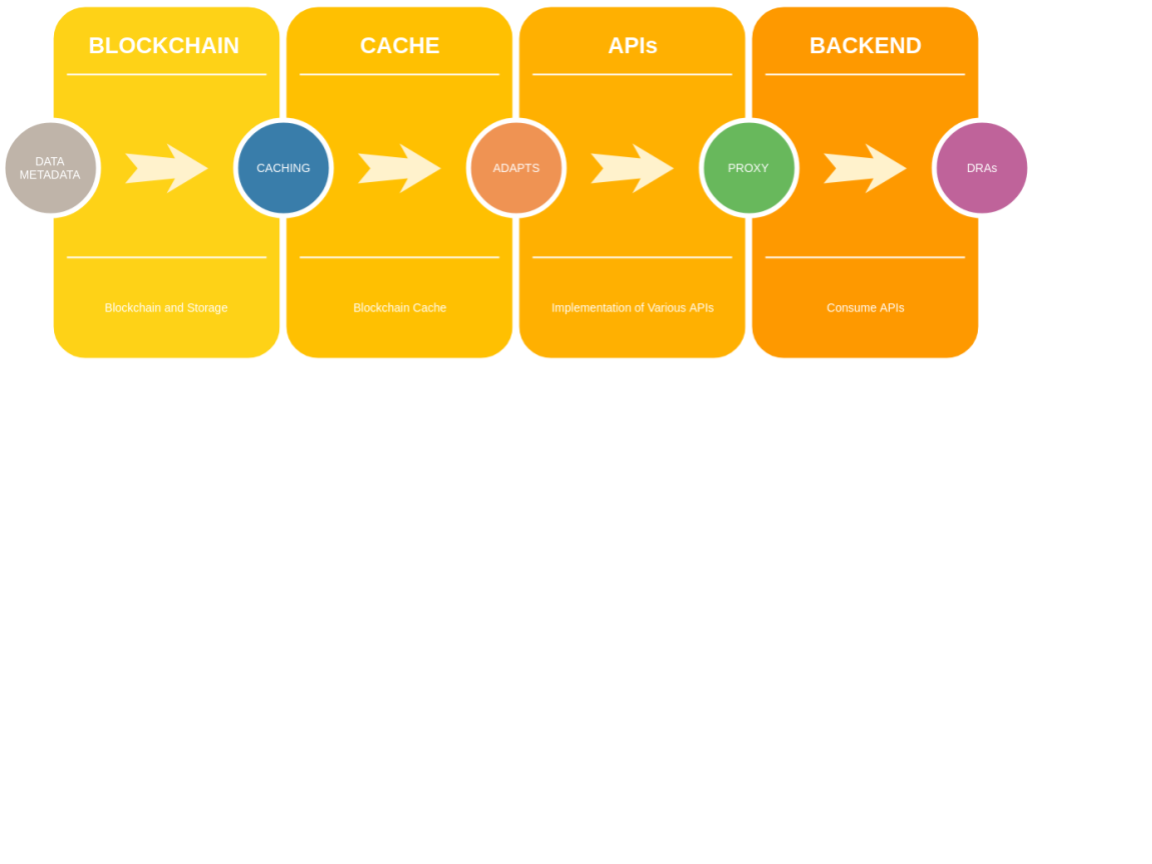 BLOCKCHAIN
CACHE
APIs
BACKEND
DATA
METADATA
CACHING
ADAPTS
PROXY
DRAs
Blockchain and Storage
Blockchain Cache
Implementation of Various APIs
Consume APIs